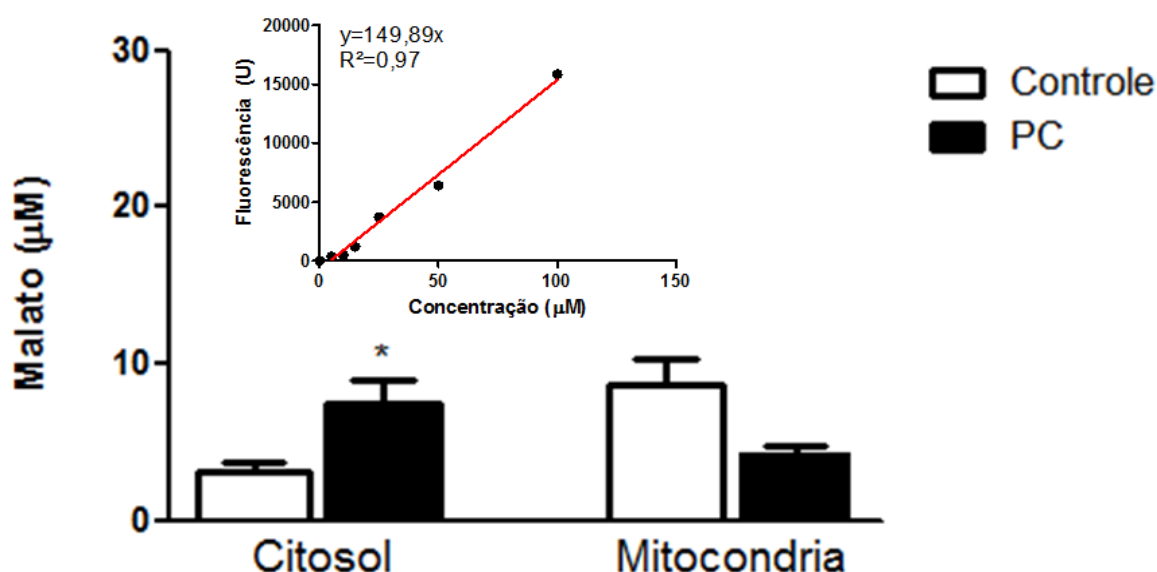 20000
y=149,89x
R²=0,97
15000
10000
5000
0
Fluorescência (U)
0 50 100 150
Concentração (µM)
30
20
10
0
Malato (µM)
Controle
PC
*
Citosol Mitocondria